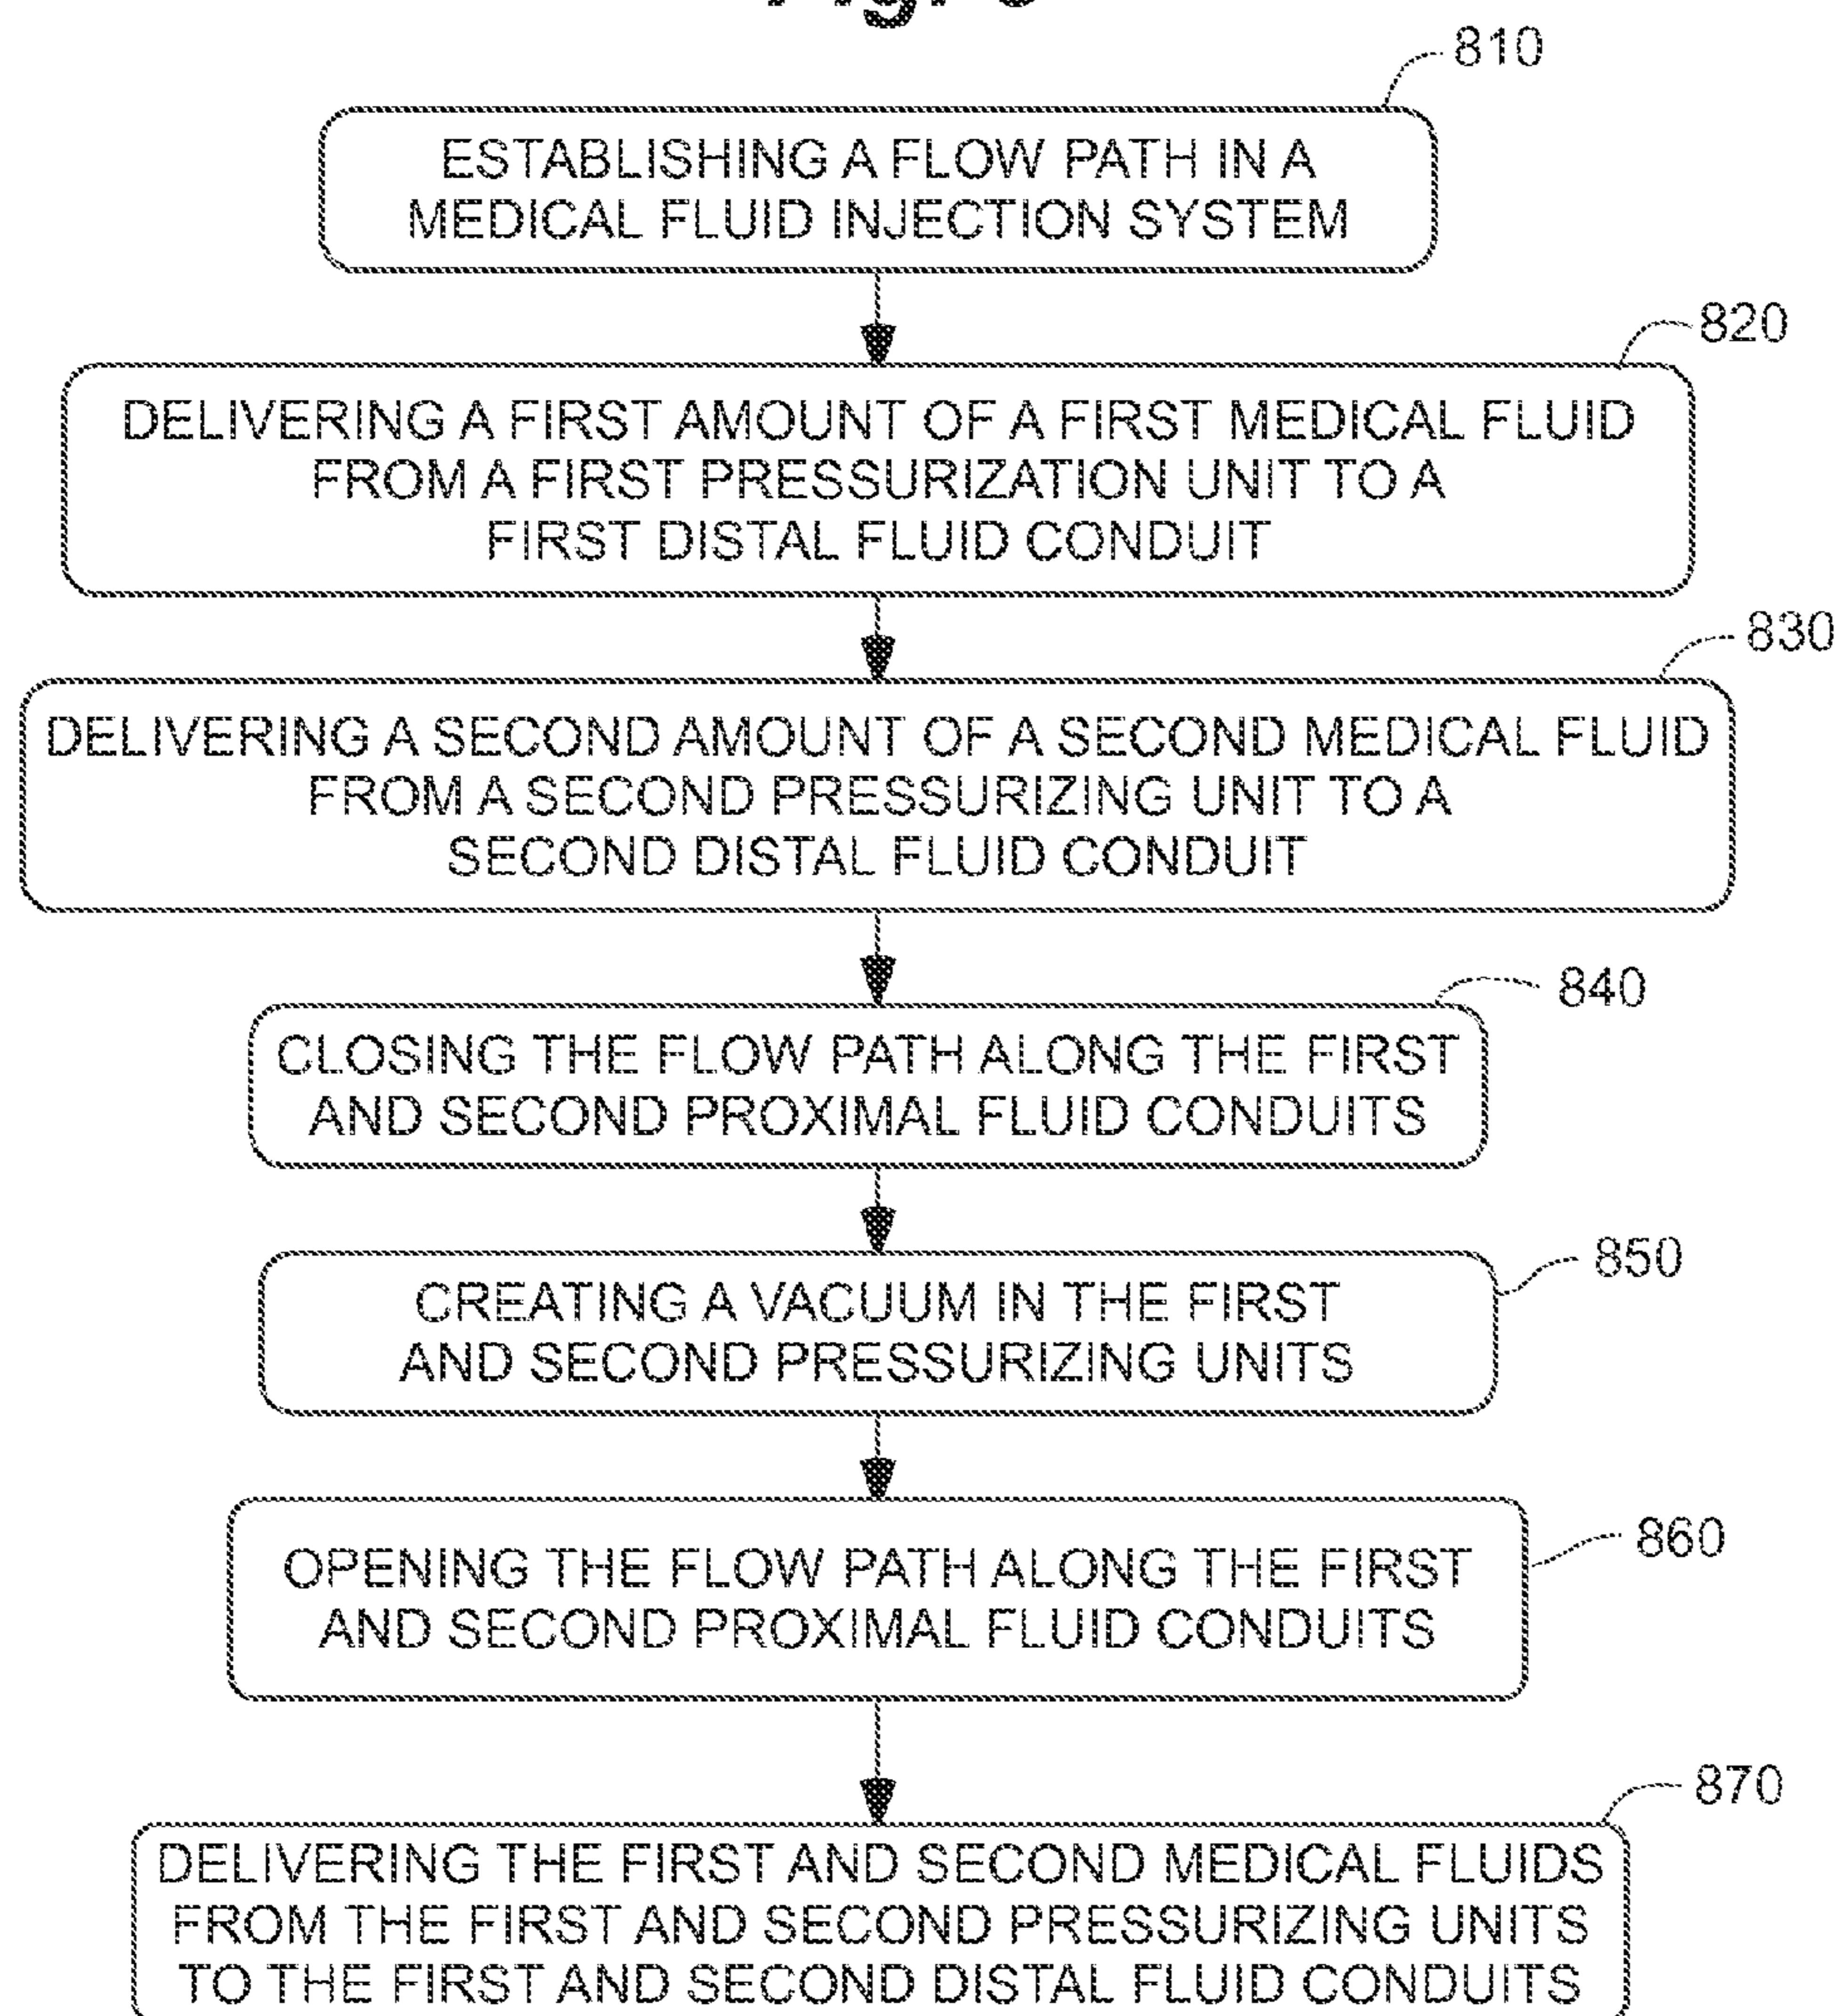 810
ESTABLISHING A FLOW PATH IN A
MEDICAL FLUID INJECTION SYSTEM
820
DELIVERING A FIRST AMOUNT OF A FIRST MEDICAL FLUID
FROM A FIRST PRESSURIZATION UNIT TO A
FIRST DISTAL FLUID CONDUIT
830
DELIVERING A SECOND AMOUNT OF A SECOND MEDICAL FLUID
FROM A SECOND PRESSURIZING UNIT TO A
SECOND DISTAL FLUID CONDUIT
840
CLOSING THE FLOW PATH ALONG THE FIRST
AND SECOND PROXIMAL FLUID CONDUITS
850
CREATING A VACUUM IN THE FIRST
AND SECOND PRESSURIZING UNITS
860
OPENING THE FLOW PATH ALONG THE FIRST
AND SECOND PROXIMAL FLUID CONDUITS
870
DELIVERING THE FIRST AND SECOND MEDICAL FLUIDS
FROM THE FIRST AND SECOND PRESSURIZING UNITS
TO THE FIRST AND SECOND DISTAL FLUID CONDUITS